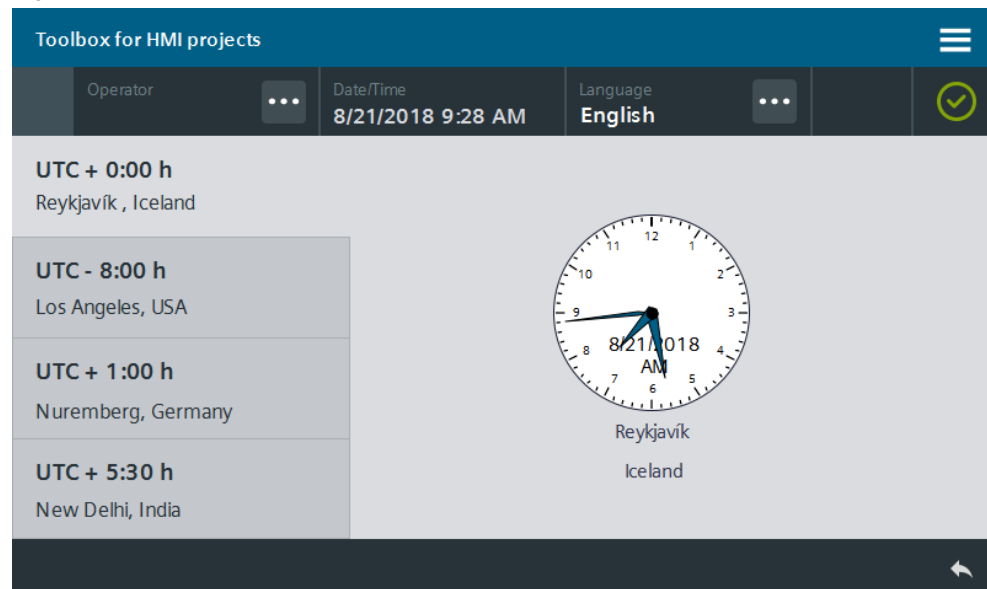 Toolbox for HMI projects
Operator
Date/Time
8/21/2018 9:28 AM
Language
English
UTC + 0:00 h
Reykjavík , Iceland
UTC - 8:00 h
Los Angeles, USA
UTC + 1:00 h
Nuremberg, Germany
UTC + 5:30 h
New Delhi, India
12
1
2
3
4
5
6
7
8
9
10
11
8/21/2018
AM
Reykjavík
Iceland